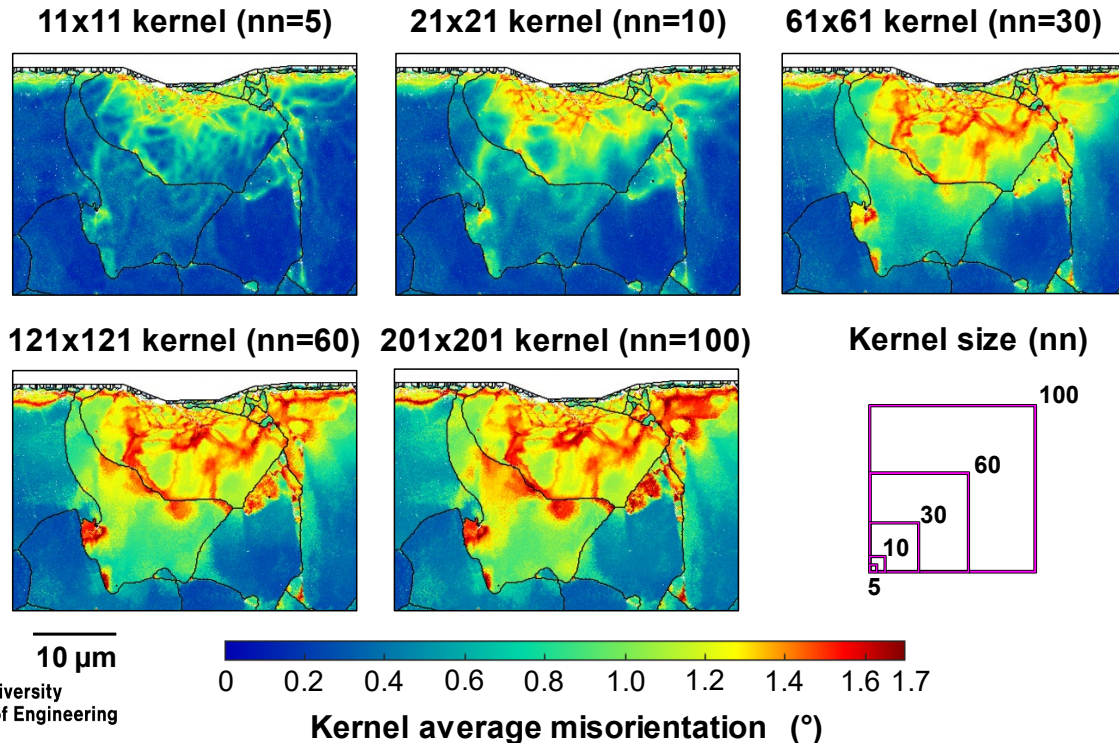 11x11 kernel (nn=5)
21x21 kernel (nn=10)
61x61 kernel (nn=30)
121x121 kernel (nn=60)
201x201 kernel (nn=100)
Kernel size (nn)
100
60
30
10
5
10 µm
of Engineering
0 0.2 0.4 0.6 0.8 1.0 1.2 1.4 1.6 1.7
Kernel average misorientation (°)